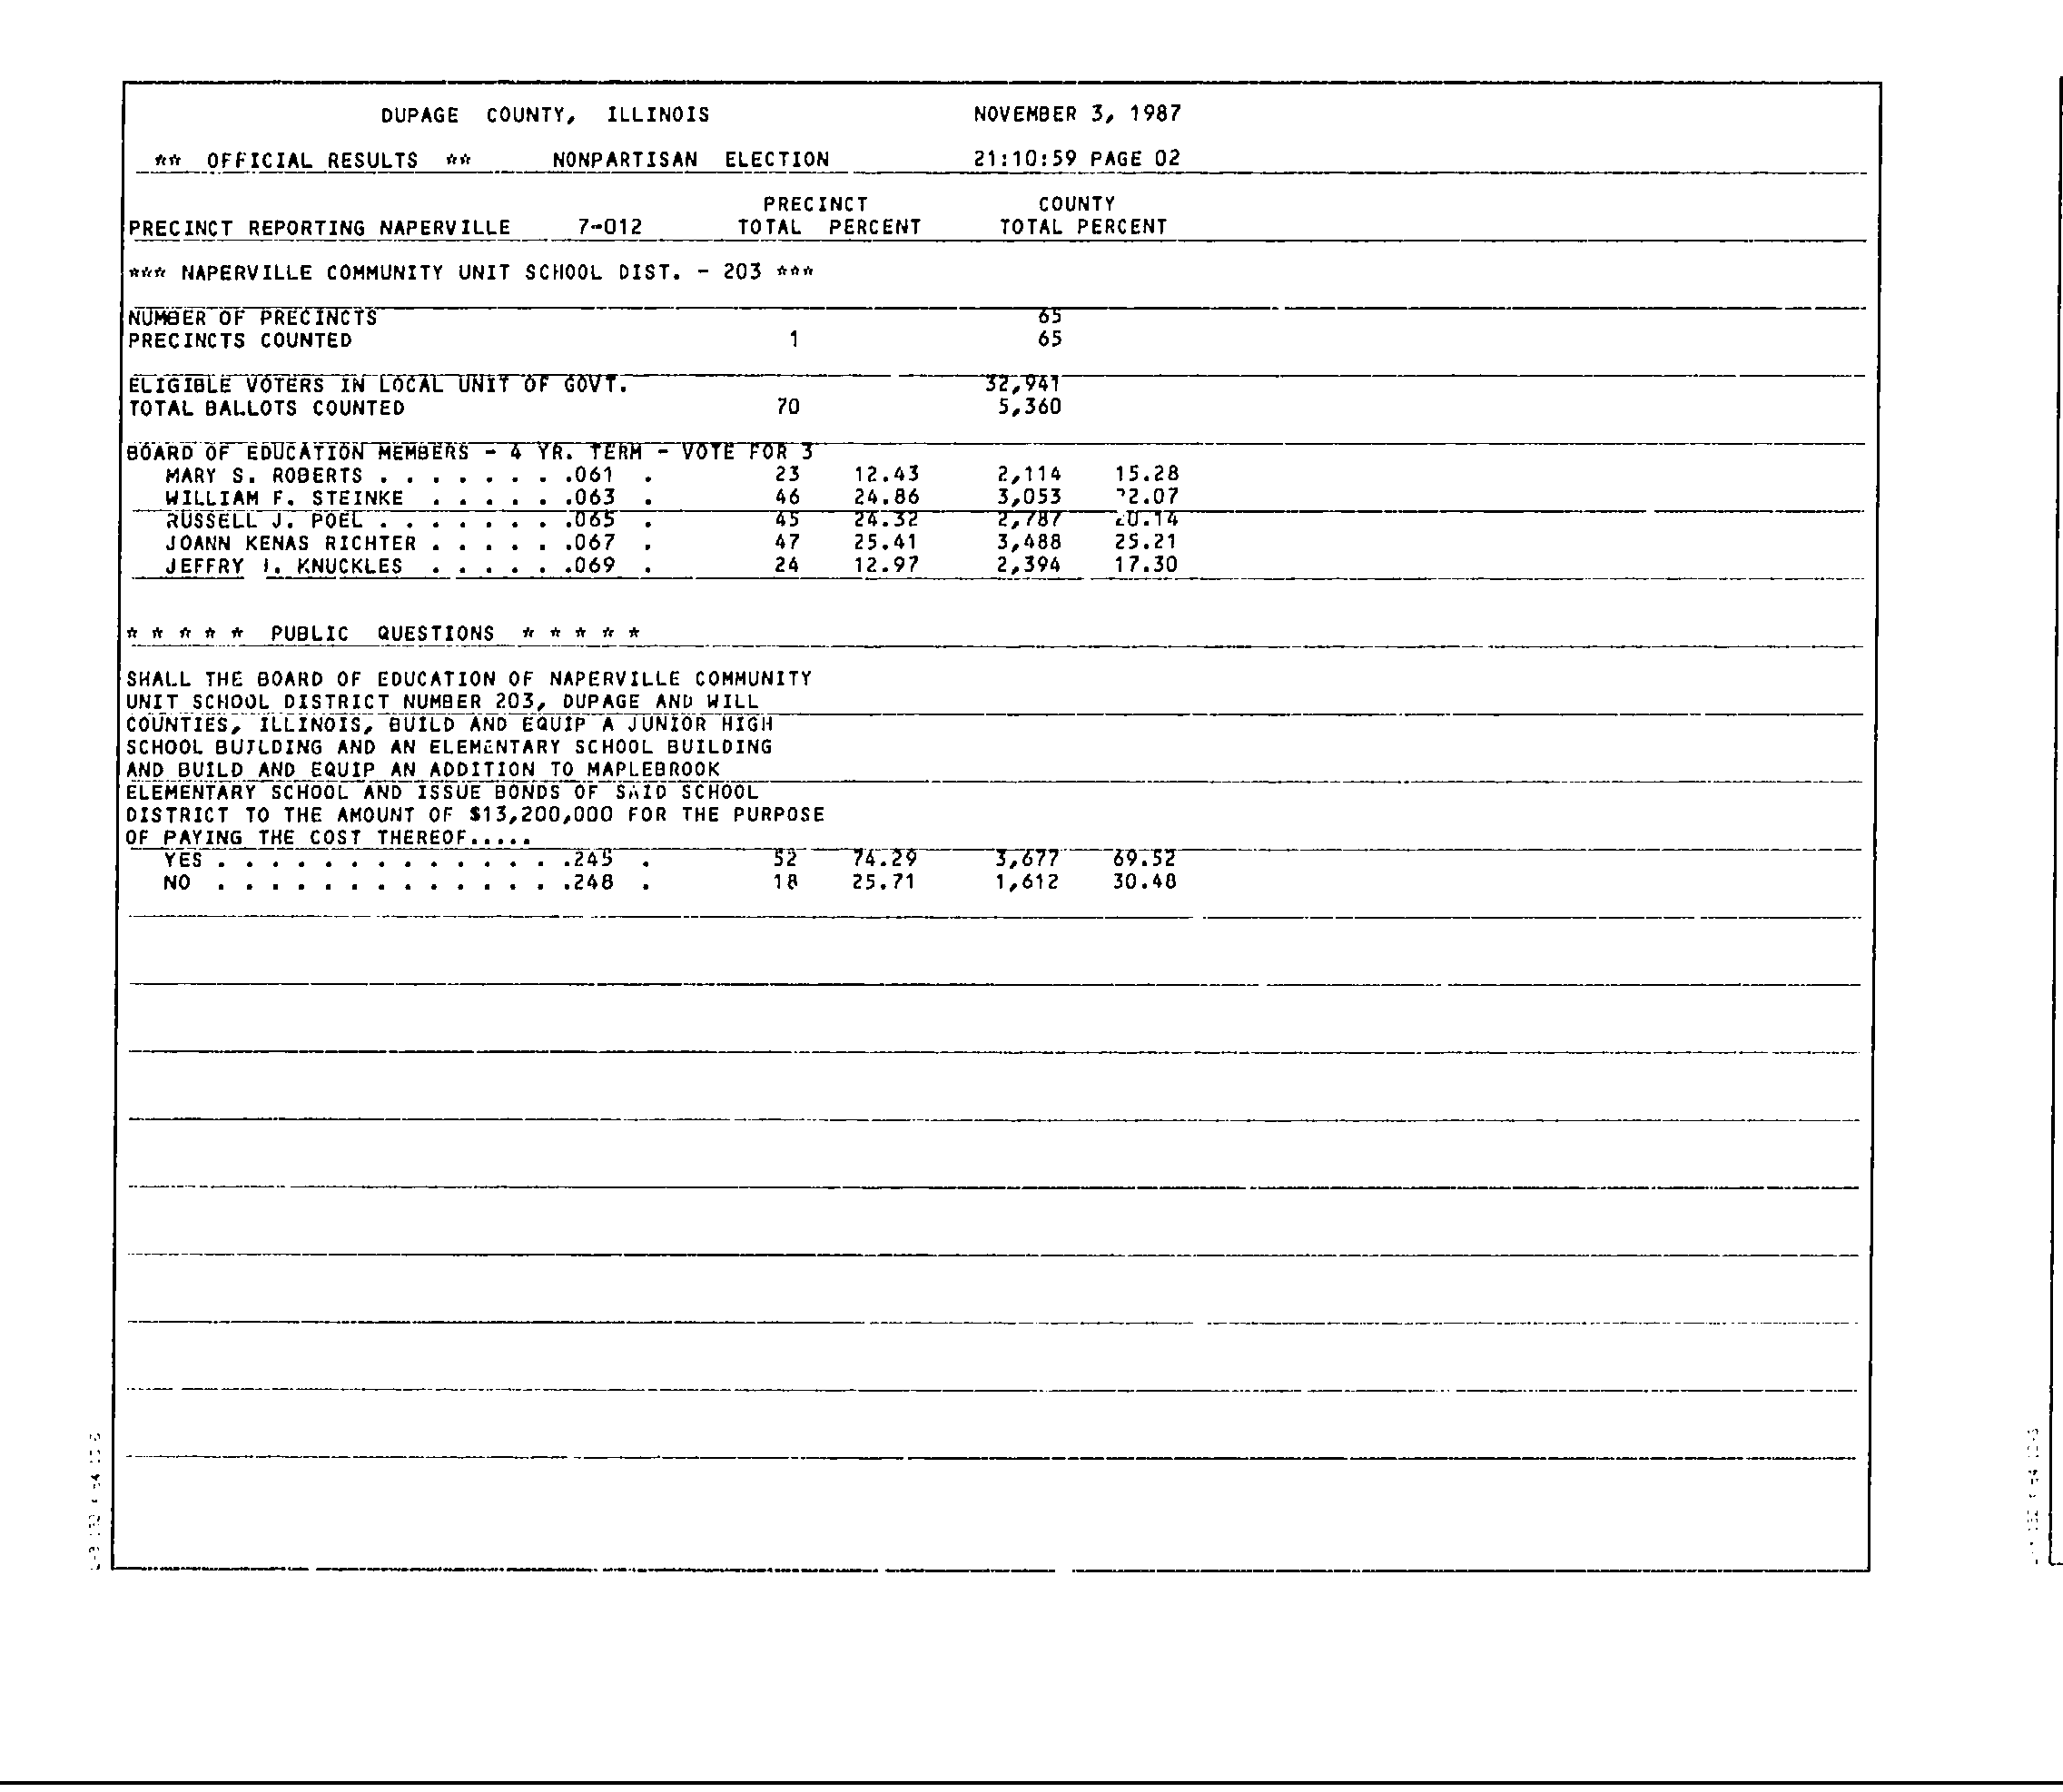 DUPAGE COUNTY, ILLINOIS NOVEMBER 3, 1987
** OFFICIAL RESULTS ** NONPARTISAN ELECTION 21:10:59 PAGE 02
PRECINCT COUNTY
PRECINCT REPORTING NAPERVILLE 7-012 TOTAL PERCENT TOTAL PERCENT
*** NAPERVILLE COMMUNITY UNIT SCHOOL DIST. - 203 ***
NUMBER OF PRECINCTS 65
PRECINCTS COUNTED 1 65
ELIGIBLE VOTERS IN LOCAL UNIT OF GOVT. 32,941
TOTAL BALLOTS COUNTED 70 5,360
BOARD OF EDUCATION MEMBERS - 4 YR. TERM - VOTE FOR 3
MARY S. ROBERTS . . . . . . . .061 . 23 12.43 2,114 15.28
WILLIAM F. STEINKE . . . . . .063 . 46 24.86 3,053 22.07
RUSSELL J. POEL . . . . . . . .065 . 45 24.32 2,787 20.14
JOANN KENAS RICHTER . . . . . .067 . 47 25.41 3,488 25.21
JEFFRY KNUCKLES . . . . . .069 . 24 12.97 2,394 17.30
* * * * * PUBLIC QUESTIONS * * * * *
SHALL THE BOARD OF EDUCATION OF NAPERVILLE COMMUNITY
UNIT SCHOOL DISTRICT NUMBER 203, DUPAGE AND WILL
COUNTIES, ILLINOIS, BUILD AND EQUIP A JUNIOR HIGH
SCHOOL BUILDING AND AN ELEMENTARY SCHOOL BUILDING
AND BUILD AND EQUIP AN ADDITION TO MAPLEBROOK
ELEMENTARY SCHOOL AND ISSUE BONDS OF SAID SCHOOL
DISTRICT TO THE AMOUNT OF $13,200,000 FOR THE PURPOSE
OF PAYING THE COST THEREOF.....
YES . . . . . . . . . . . . . .245 . 52 74.29 3,677 69.52
NO . . . . . . . . . . . . . .248 . 18 25.71 1,612 30.48